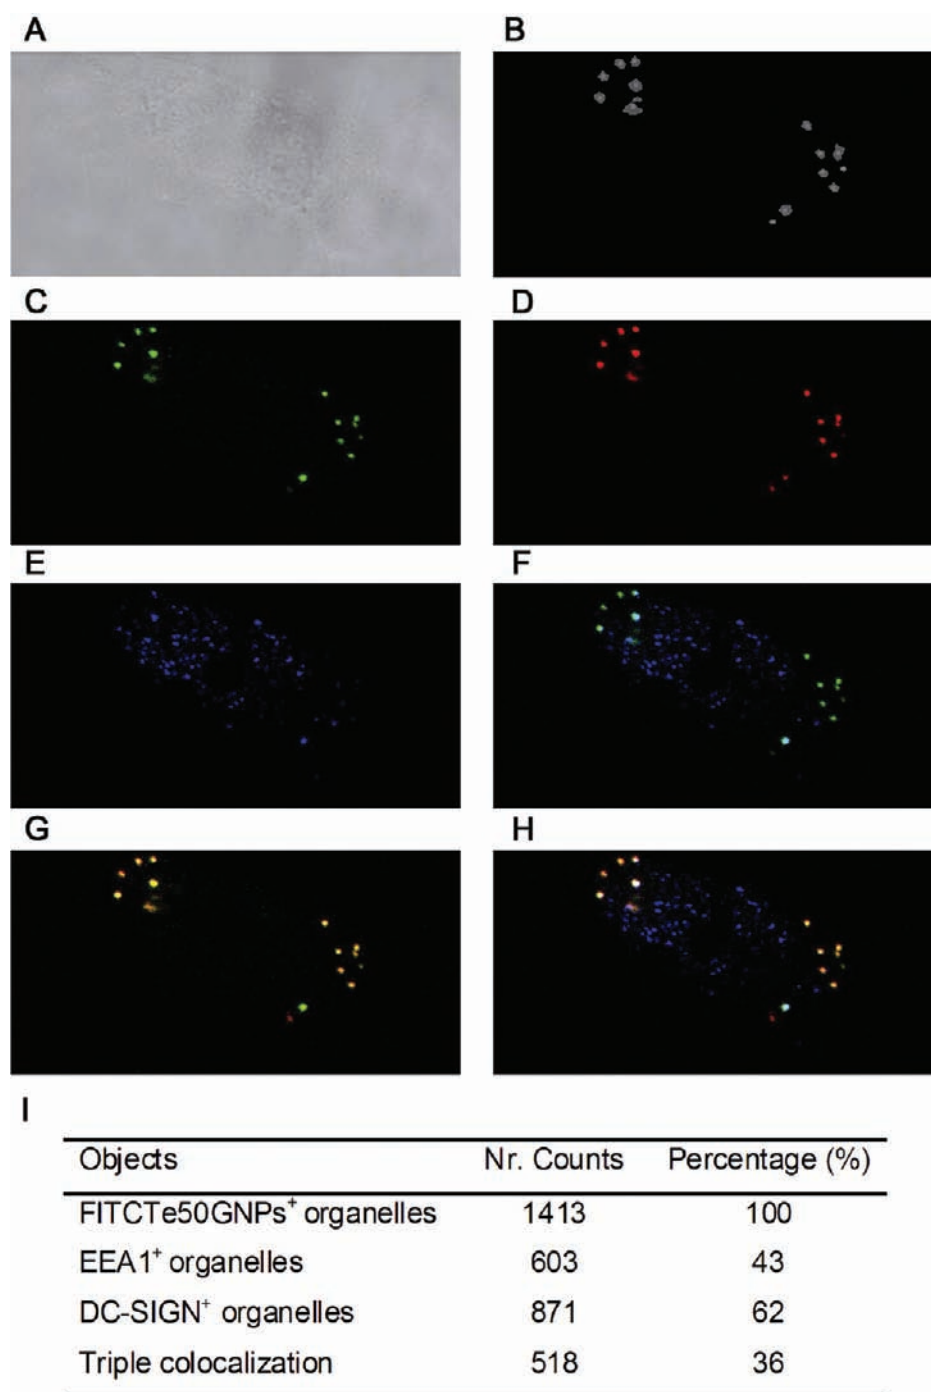 A
B
C
D
E
F
G
H
I
Objects Nr. Counts Percentage (%)
FITCTe50GNPs⁺ organelles 1413 100
EEA1⁺ organelles 603 43
DC-SIGN⁺ organelles 871 62
Triple colocalization 518 36